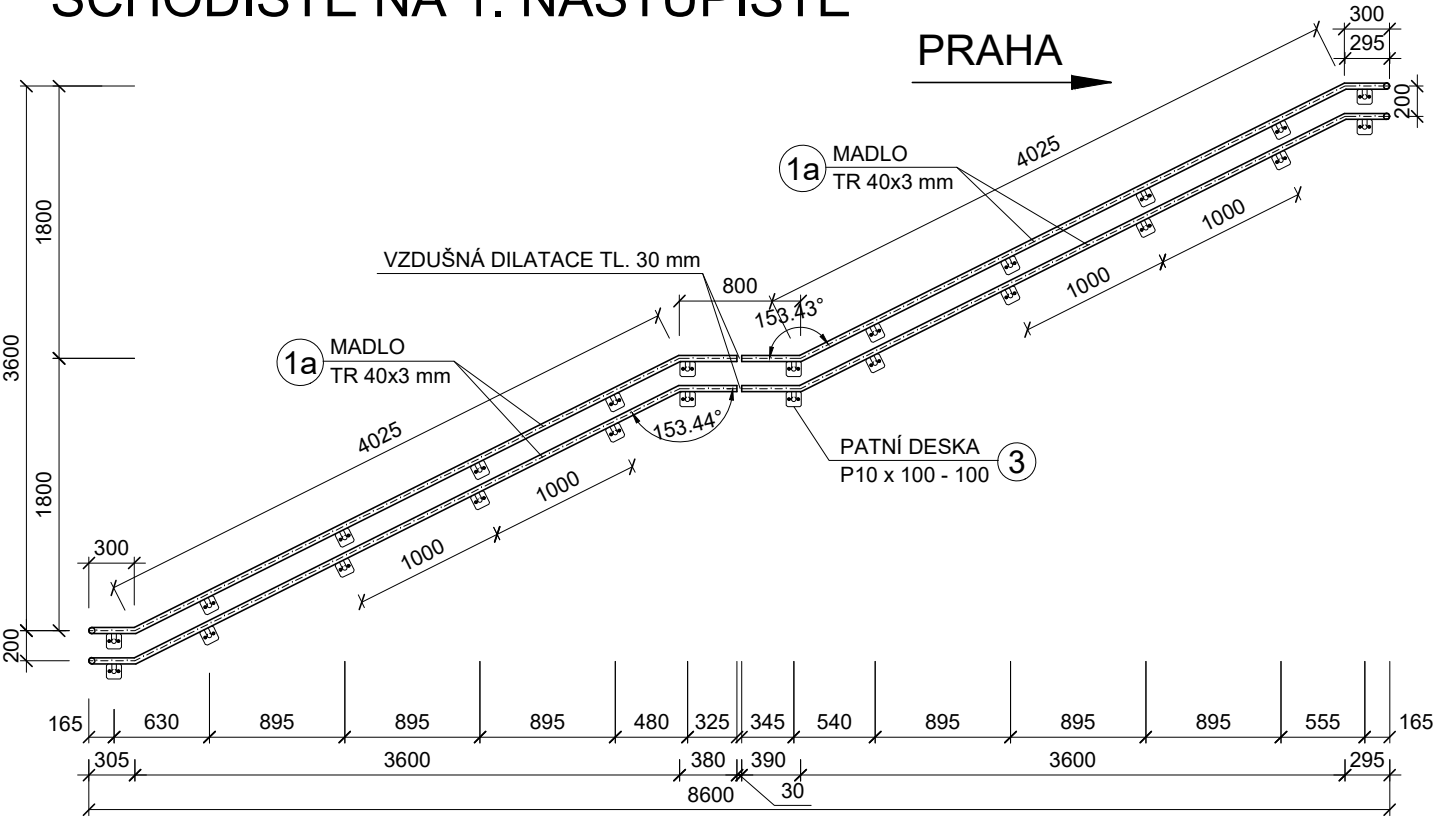 SCHODIŠTĚ NA 1. NÁSTUPIŠTĚ
PRAHA
300
295
200
4025
1a MADLO
TR 40x3 mm
1000
1000
1800
3600
1800
VZDUŠNÁ DILATACE TL. 30 mm
800
153.43°
1a MADLO
TR 40x3 mm
4025
153.44°
PATNÍ DESKA
P10 x 100 - 100 3
1000
1000
300
200
165 630 895 895 895 480 325 345 540 895 895 895 555 165
305 3600 380 390 3600 295
8600 30